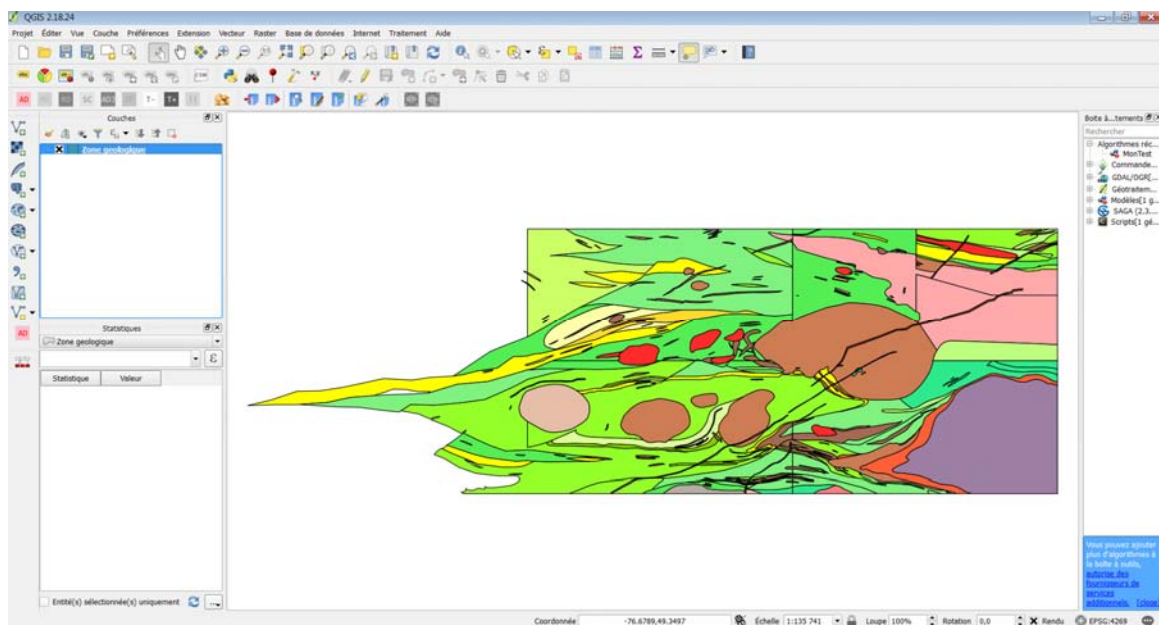 QGIS 2.18.24
Projet Éditer Vue Couche Préférences Extension Vecteur Raster Base de données Internet Traitement Aide
Couches
Zone geologique
Statistiques
Zone geologique
Statistique Valeur
Entité(s) sélectionnée(s) uniquement
Boite à...tements
Rechercher
Algorithmes réc...
MonTest
Commande...
GDAL/OGR[...
Géotraitem...
Modèles[1 g...
SAGA (2.3....
Scripts[1 gé...
Vous pouvez ajouter
plus d'algorithmes à
la boîte à outils,
autorise des
fournisseurs de
services
additionnels. [close
Coordonnée -76.6789,49.3497 Échelle 1:135 741 Loupe 100% Rotation 0,0 Rendu EPSG:4269